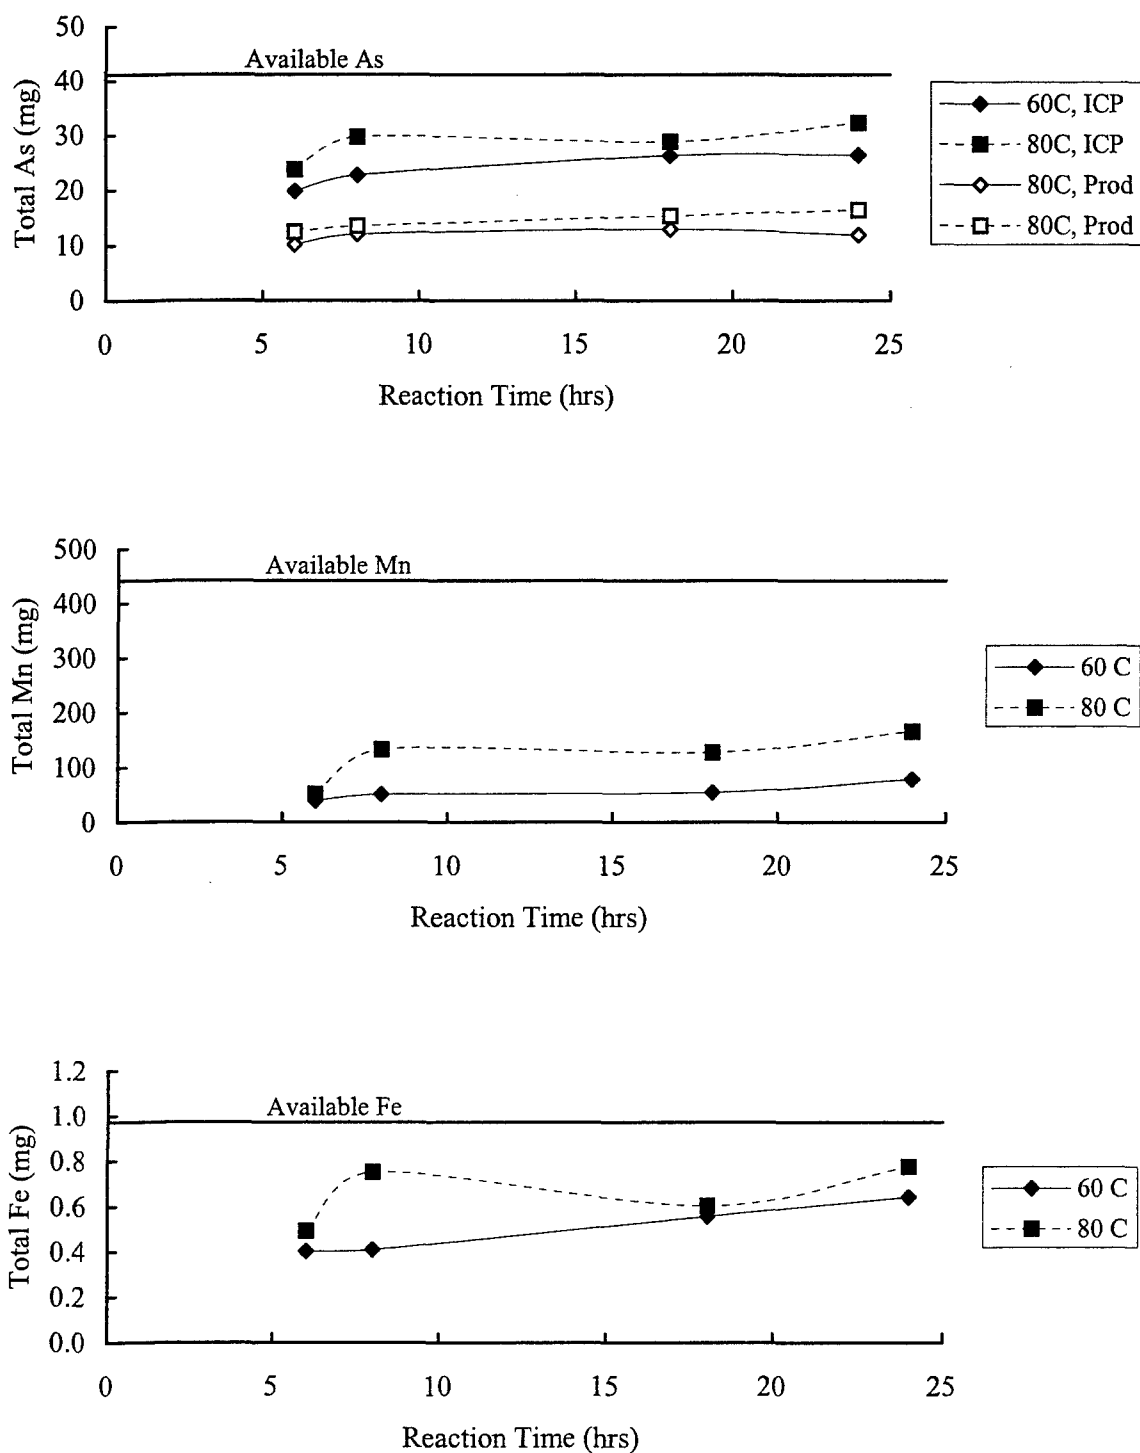 50
Available As
40
30
20
10
0
Total As (mg)
0 5 10 15 20 25
Reaction Time (hrs)
60C, ICP
80C, ICP
80C, Prod
80C, Prod
500
Available Mn
400
300
200
100
0
Total Mn (mg)
0 5 10 15 20 25
Reaction Time (hrs)
60 C
80 C
1.2
Available Fe
1.0
0.8
0.6
0.4
0.2
0.0
Total Fe (mg)
0 5 10 15 20 25
Reaction Time (hrs)
60 C
80 C